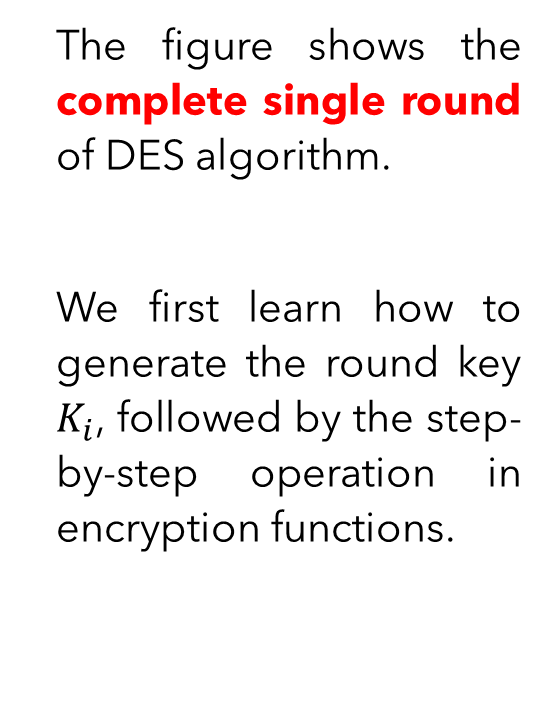 The figure shows the
complete single round
of DES algorithm.
We first learn how to
generate the round key
𝐾𝑖, followed by the step-
by-step operation in
encryption functions.